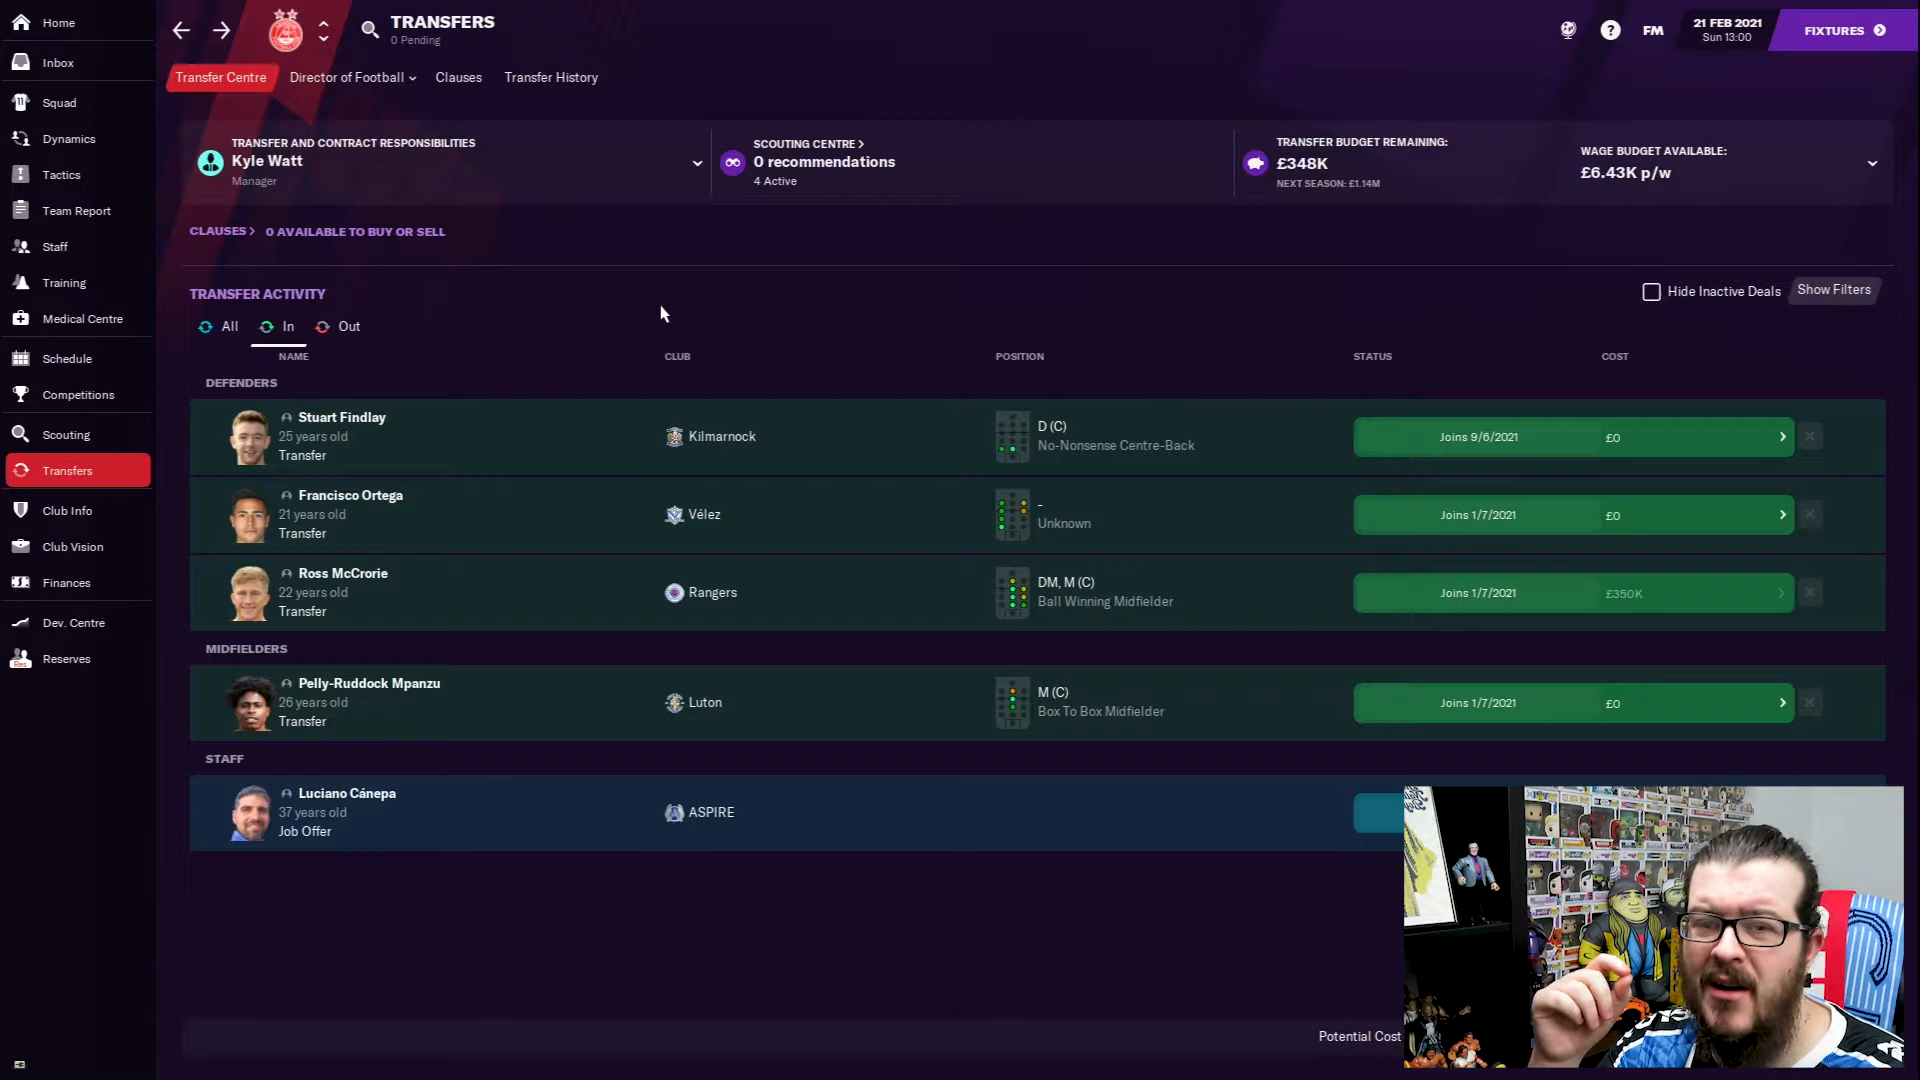 Home
Inbox
Squad
Dynamics
Tactics
Team Report
Staff
Training
Medical Centre
Schedule
Competitions
Scouting
Transfers
Club Info
Club Vision
Finances
Dev. Centre
Reserves
TRANSFERS
0 Pending
FM
21 FEB 2021
Sun 13:00
FIXTURES
Transfer Centre
Director of Football
Clauses
Transfer History
TRANSFER AND CONTRACT RESPONSIBILITIES
Kyle Watt
Manager
SCOUTING CENTRE >
0 recommendations
4 Active
TRANSFER BUDGET REMAINING:
£348K
NEXT SEASON: £1.14M
WAGE BUDGET AVAILABLE:
£6.43K p/w
CLAUSES > 0 AVAILABLE TO BUY OR SELL
TRANSFER ACTIVITY
Hide Inactive Deals
Show Filters
All In Out
NAME CLUB POSITION STATUS COST
DEFENDERS
Stuart Findlay
25 years old
Transfer
Kilmarnock
D (C)
No-Nonsense Centre-Back
Joins 9/6/2021 £0
Francisco Ortega
21 years old
Transfer
Vélez
-
Unknown
Joins 1/7/2021 £0
Ross McCrorie
22 years old
Transfer
Rangers
DM, M (C)
Ball Winning Midfielder
Joins 1/7/2021 £350K
MIDFIELDERS
Pelly-Ruddock Mpanzu
26 years old
Transfer
Luton
M (C)
Box To Box Midfielder
Joins 1/7/2021 £0
STAFF
Luciano Cánepa
37 years old
Job Offer
ASPIRE
Potential Cost